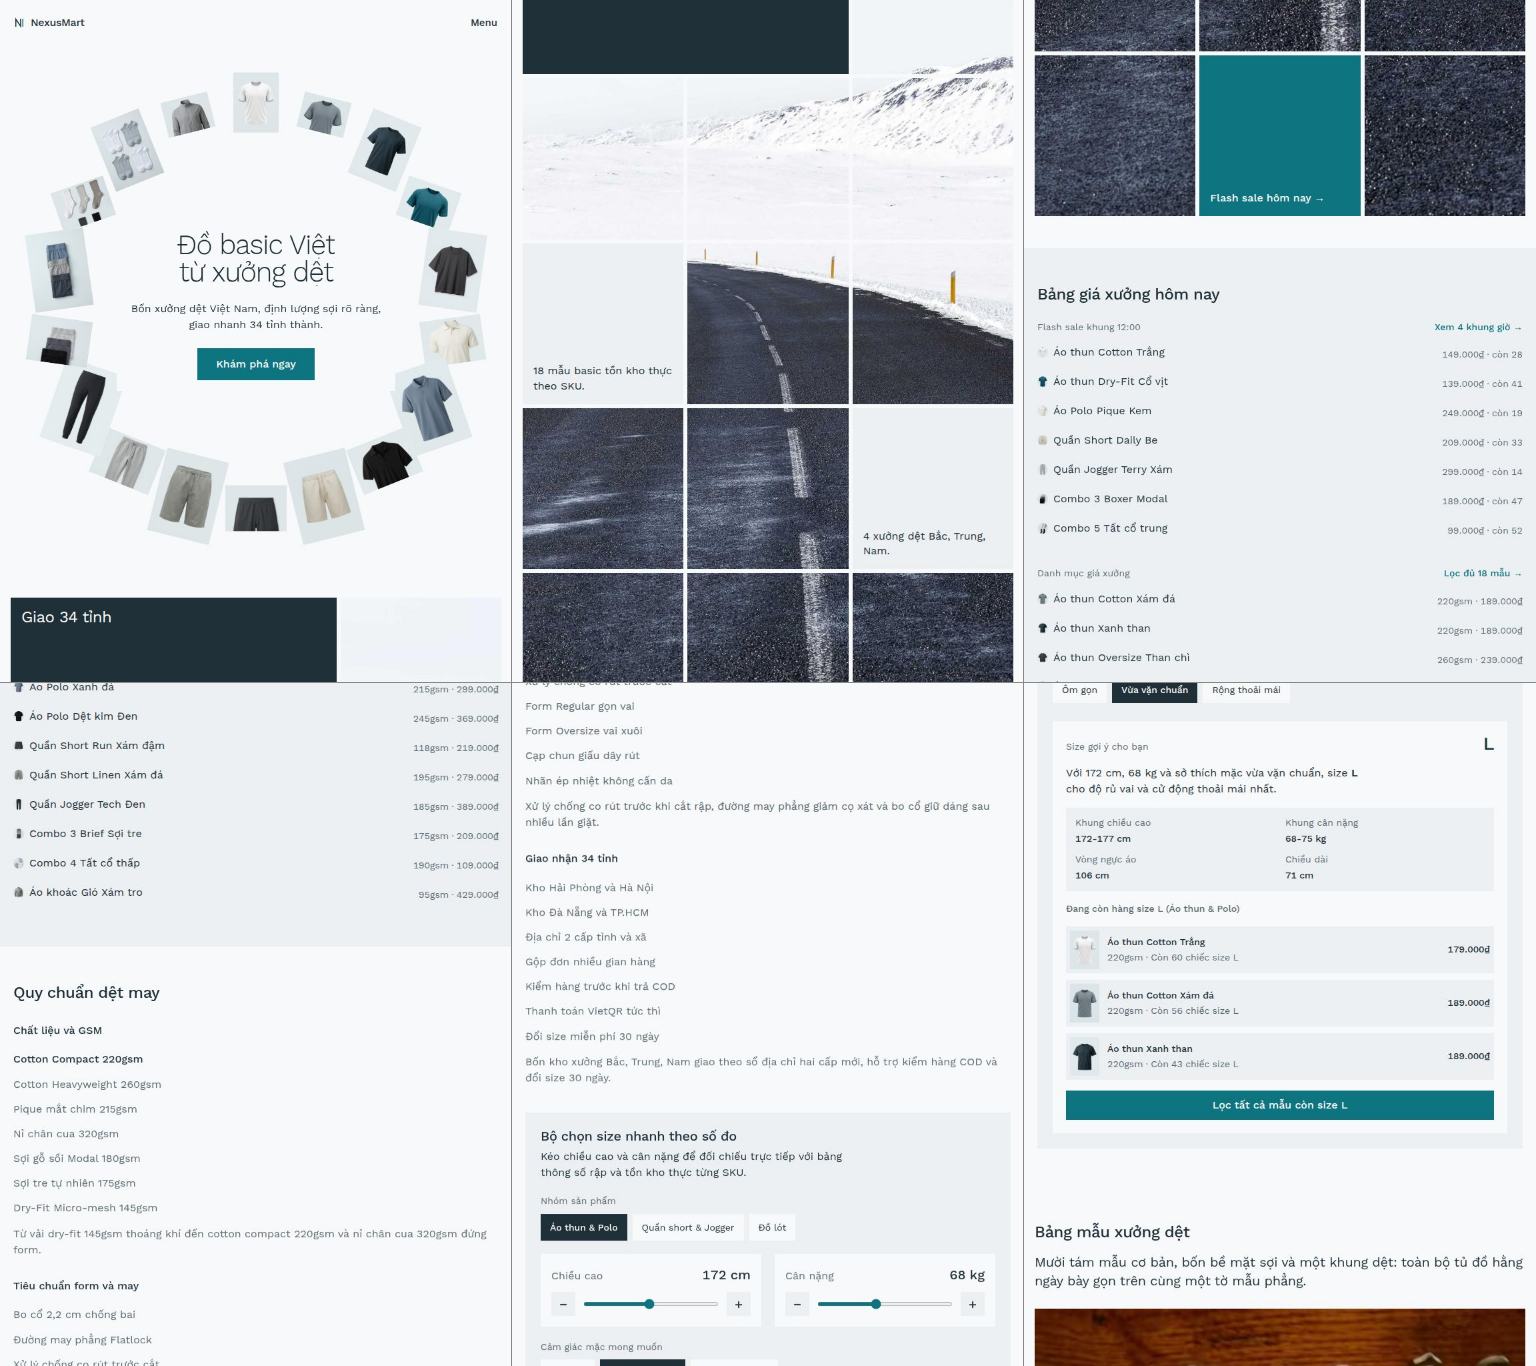 NexusMart
Menu
Đồ basic Việt
từ xưởng dệt
Bốn xưởng dệt Việt Nam, định lượng sợi rõ ràng,
giao nhanh 34 tỉnh thành.
Khám phá ngay
Giao 34 tỉnh
18 mẫu basic tồn kho thực
theo SKU.
4 xưởng dệt Bắc, Trung,
Nam.
Flash sale hôm nay →
Bảng giá xưởng hôm nay
Flash sale khung 12:00
Xem 4 khung giờ →
Áo thun Cotton Trắng
149.000₫ · còn 28
Áo thun Dry-Fit Cổ vịt
139.000₫ · còn 41
Áo Polo Pique Kem
249.000₫ · còn 19
Quần Short Daily Be
209.000₫ · còn 33
Quần Jogger Terry Xám
299.000₫ · còn 14
Combo 3 Boxer Modal
189.000₫ · còn 47
Combo 5 Tất cổ trung
99.000₫ · còn 52
Danh mục giá xưởng
Lọc đủ 18 mẫu →
Áo thun Cotton Xám đá
220gsm · 189.000₫
Áo thun Xanh than
220gsm · 189.000₫
Áo thun Oversize Than chì
260gsm · 239.000₫
Áo Polo Xanh đá
215gsm · 299.000₫
Áo Polo Dệt kim Đen
245gsm · 369.000₫
Quần Short Run Xám đậm
118gsm · 219.000₫
Quần Short Linen Xám đá
195gsm · 279.000₫
Quần Jogger Tech Đen
185gsm · 389.000₫
Combo 3 Brief Sợi tre
175gsm · 209.000₫
Combo 4 Tất cổ thấp
190gsm · 109.000₫
Áo khoác Gió Xám tro
95gsm · 429.000₫
Quy chuẩn dệt may
Chất liệu và GSM
Cotton Compact 220gsm
Cotton Heavyweight 260gsm
Pique mắt chim 215gsm
Nỉ chân cua 320gsm
Sợi gỗ sồi Modal 180gsm
Sợi tre tự nhiên 175gsm
Dry-Fit Micro-mesh 145gsm
Từ vải dry-fit 145gsm thoáng khí đến cotton compact 220gsm và nỉ chân cua 320gsm đứng
form.
Tiêu chuẩn form và may
Bo cổ 2,2 cm chống bai
Đường may phẳng Flatlock
Xử lý chống co rút trước cắt
Xử lý chống co rút trước cắt
Form Regular gọn vai
Form Oversize vai xuôi
Cạp chun giấu dây rút
Nhãn ép nhiệt không cấn da
Xử lý chống co rút trước khi cắt rập, đường may phẳng giảm cọ xát và bo cổ giữ dáng sau
nhiều lần giặt.
Giao nhận 34 tỉnh
Kho Hải Phòng và Hà Nội
Kho Đà Nẵng và TP.HCM
Địa chỉ 2 cấp tỉnh và xã
Gộp đơn nhiều gian hàng
Kiểm hàng trước khi trả COD
Thanh toán VietQR tức thì
Đổi size miễn phí 30 ngày
Bốn kho xưởng Bắc, Trung, Nam giao theo số địa chỉ hai cấp mới, hỗ trợ kiểm hàng COD và
đổi size 30 ngày.
Bộ chọn size nhanh theo số đo
Kéo chiều cao và cân nặng để đối chiếu trực tiếp với bảng
thông số rập và tồn kho thực từng SKU.
Nhóm sản phẩm
Áo thun & Polo
Quần short & Jogger
Đồ lót
Chiều cao
172 cm
Cân nặng
68 kg
−
+
−
+
Cảm giác mặc mong muốn
Ôm gọn
Vừa vặn chuẩn
Rộng thoải mái
Size gợi ý cho bạn
L
Với 172 cm, 68 kg và sở thích mặc vừa vặn chuẩn, size L
cho độ rủ vai và cử động thoải mái nhất.
Khung chiều cao
Khung cân nặng
172-177 cm
68-75 kg
Vòng ngực áo
Chiều dài
106 cm
71 cm
Đang còn hàng size L (Áo thun & Polo)
Áo thun Cotton Trắng
220gsm · Còn 60 chiếc size L
179.000₫
Áo thun Cotton Xám đá
220gsm · Còn 56 chiếc size L
189.000₫
Áo thun Xanh than
220gsm · Còn 43 chiếc size L
189.000₫
Lọc tất cả mẫu còn size L
Bảng mẫu xưởng dệt
Mười tám mẫu cơ bản, bốn bề mặt sợi và một khung dệt: toàn bộ tủ đồ hằng
ngày bày gọn trên cùng một tờ mẫu phẳng.